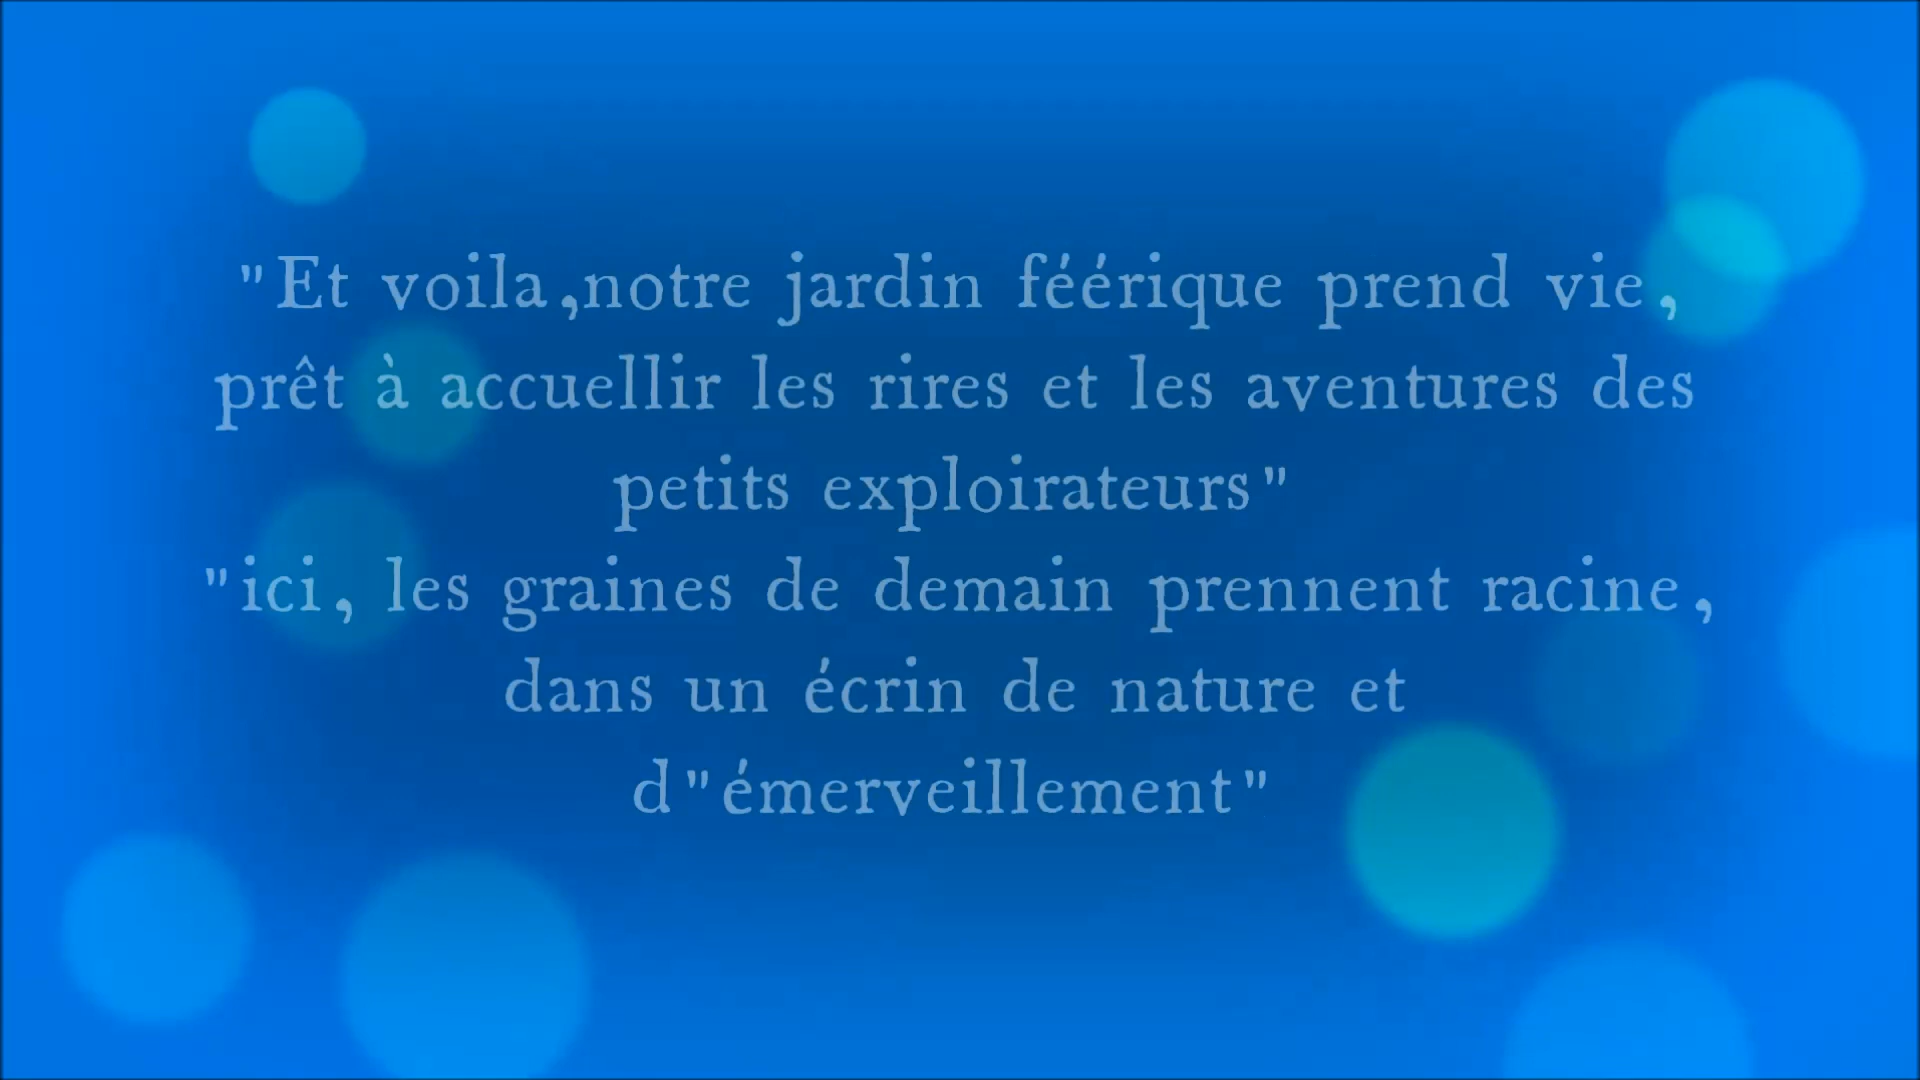 "Et voila,notre jardin féérique prend vie,
prêt à accuellir les rires et les aventures des
petits exploirateurs"
"ici, les graines de demain prennent racine,
dans un écrin de nature et
d"émerveillement"